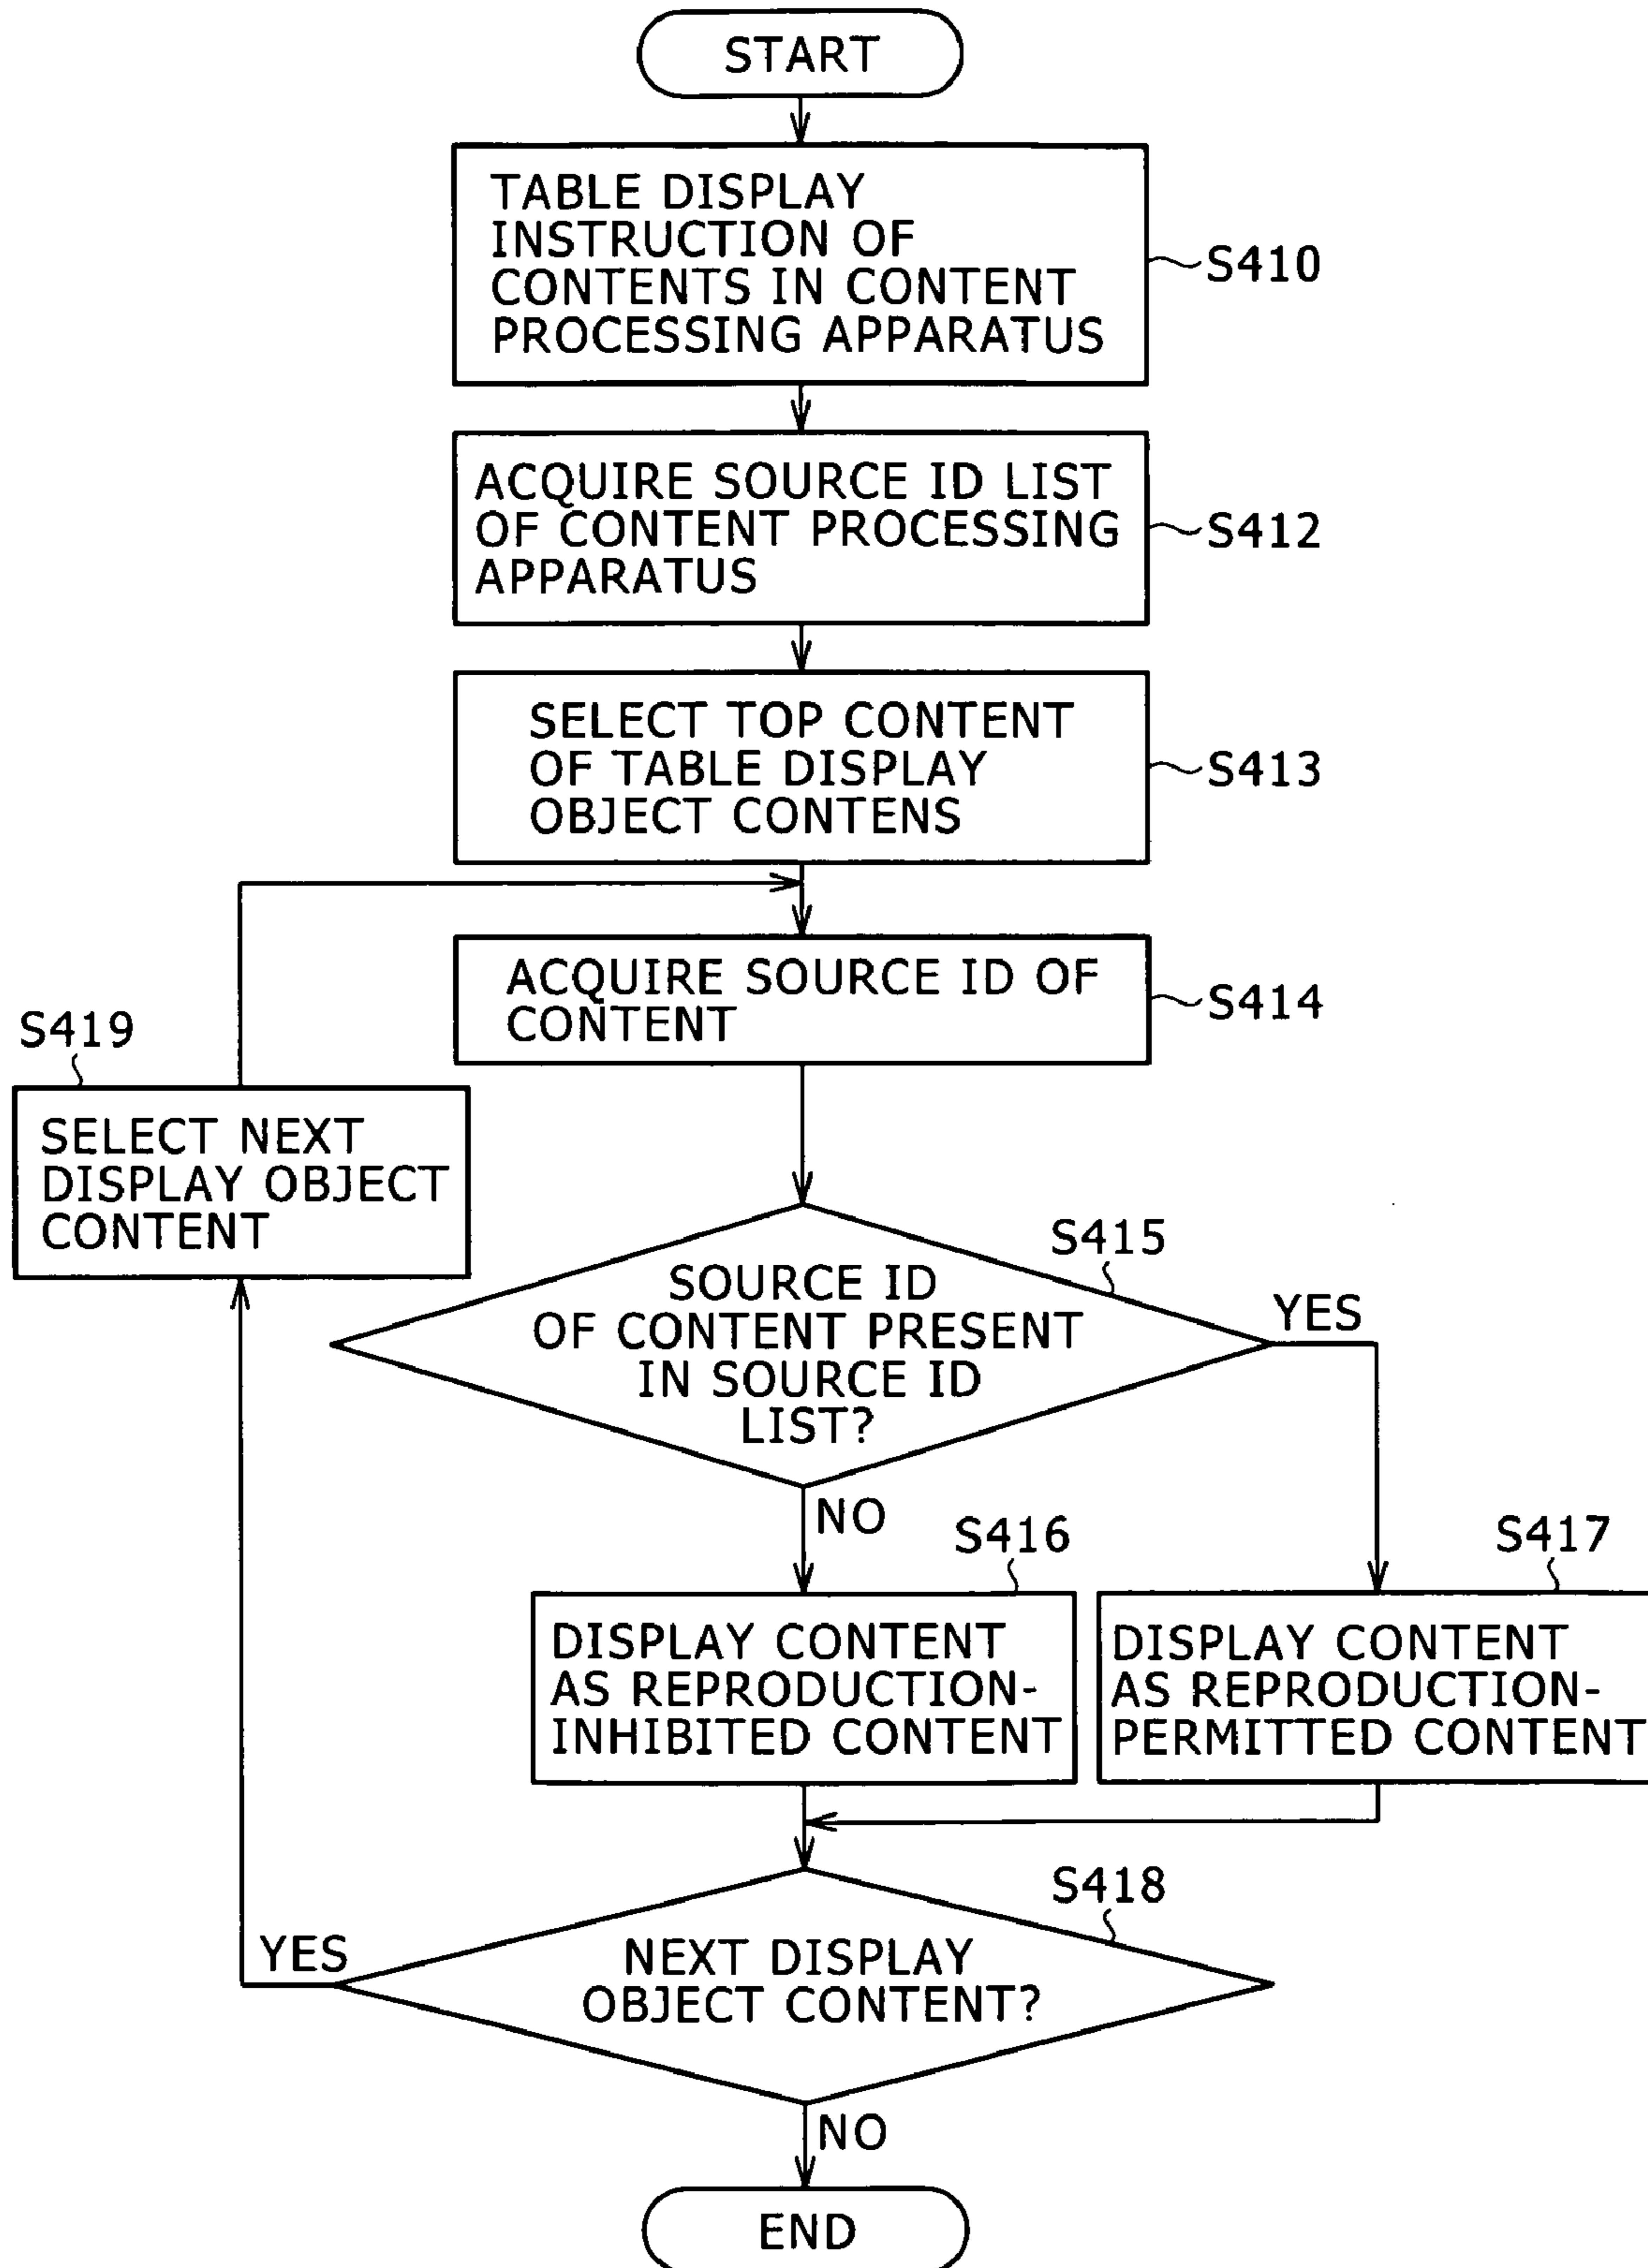 START
TABLE DISPLAY
INSTRUCTION OF
CONTENTS IN CONTENT
PROCESSING APPARATUS
S410
ACQUIRE SOURCE ID LIST
OF CONTENT PROCESSING
APPARATUS
S412
SELECT TOP CONTENT
OF TABLE DISPLAY
OBJECT CONTENS
S413
ACQUIRE SOURCE ID OF
CONTENT
S414
S419
SELECT NEXT
DISPLAY OBJECT
CONTENT
S415
SOURCE ID
OF CONTENT PRESENT
IN SOURCE ID
LIST?
YES
NO
S416
DISPLAY CONTENT
AS REPRODUCTION-
INHIBITED CONTENT
S417
DISPLAY CONTENT
AS REPRODUCTION-
PERMITTED CONTENT
S418
NEXT DISPLAY
OBJECT CONTENT?
YES
NO
END